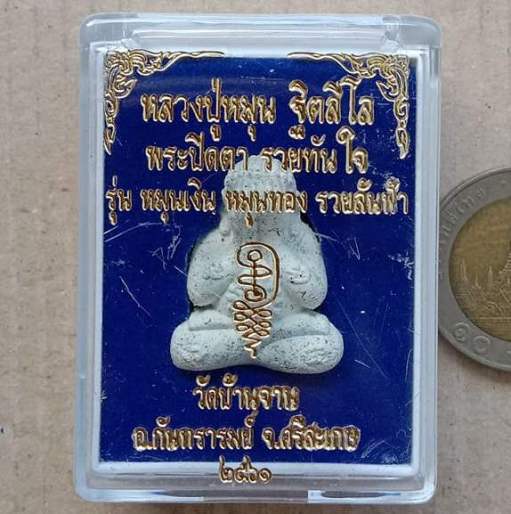 หลวงปู่หมุน ฐิตสีโล
พระปิดตา รวยทันใจ
รุ่น หมุนเงิน หมุนทอง รวยล้นฟ้า
วัดบ้านจาน
อ.กันทรารมย์ จ.ศรีสะเกษ
๒๕๖๑
๑๐